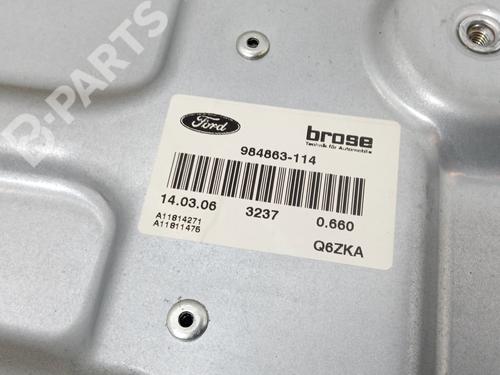 B-PARTS
Ford
brose
Technik für Automobile
984863-114
14.03.06 3237 0.660
A11814271
A11811476
Q6ZKA